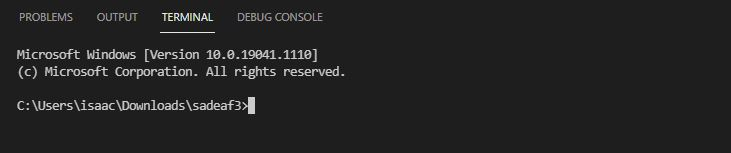 PROBLEMS OUTPUT TERMINAL DEBUG CONSOLE
Microsoft Windows [Version 10.0.19041.1110]
(c) Microsoft Corporation. All rights reserved.
C:\Users\isaac\Downloads\sadeaf3>